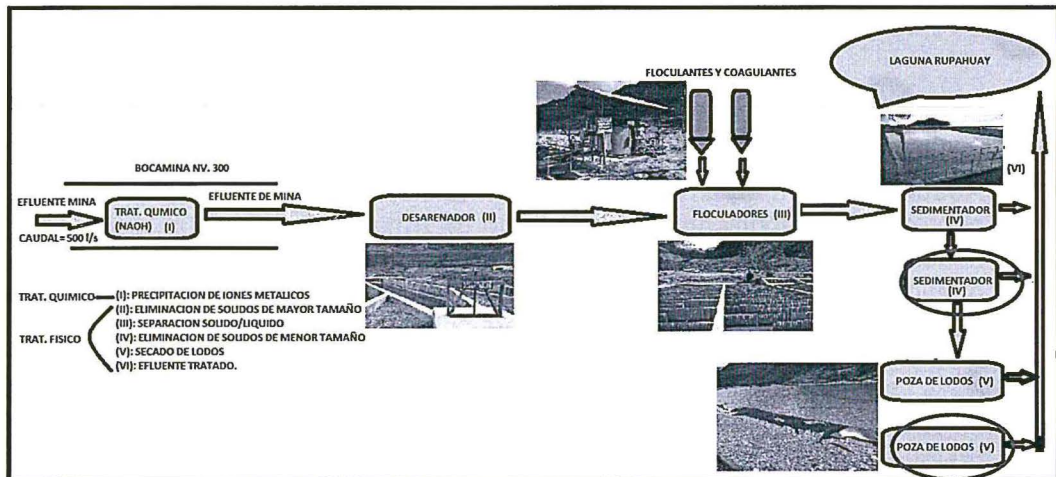 LAGUNA RUPAHUAY
FLOCULANTES Y COAGULANTES
(VI)
BOCAMINA NV. 300
EFLUENTE MINA
CAUDAL= 500 l/s
TRAT. QUMICO
(NAOH) (I)
EFLUENTE DE MINA
DESARENADOR (II)
FLOCULADORES (III)
SEDIMENTADOR
(IV)
SEDIMENTADOR
(IV)
TRAT. QUIMICO
(I): PRECIPITACION DE IONES METALICOS
(II): ELIMINACION DE SOLIDOS DE MAYOR TAMAÑO
(III): SEPARACION SOLIDO/LIQUIDO
TRAT. FISICO
(IV): ELIMINACION DE SOLIDOS DE MENOR TAMAÑO
(V): SECADO DE LODOS
(VI): EFLUENTE TRATADO.
POZA DE LODOS (V)
POZA DE LODOS (V)